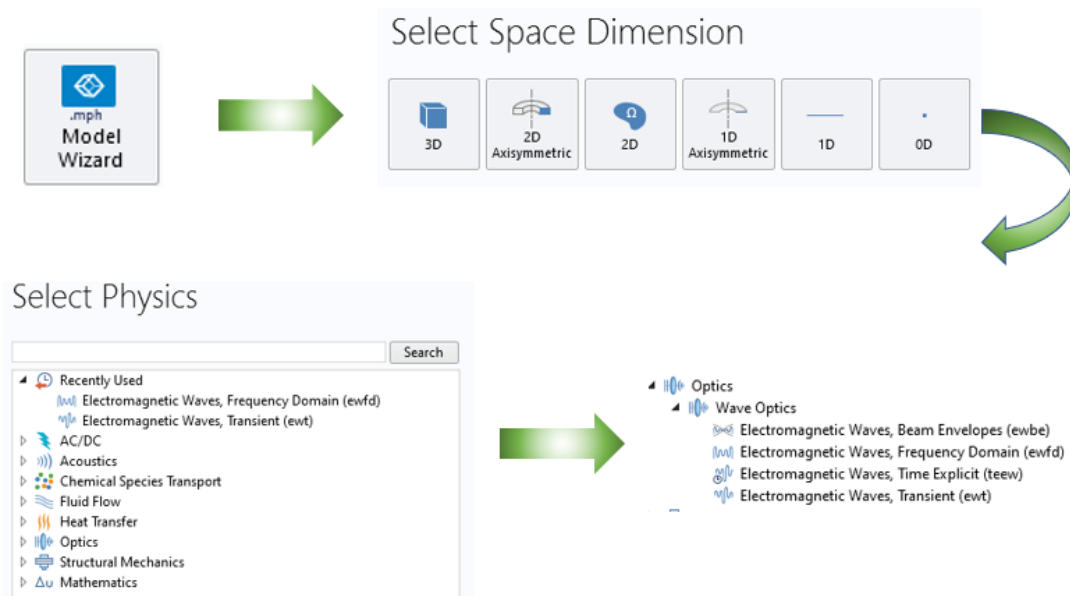 Select Space Dimension
.mph
Model
Wizard
3D
2D
Axisymmetric
Ω
2D
1D
Axisymmetric
1D
0D
Select Physics
Search
Recently Used
Electromagnetic Waves, Frequency Domain (ewfd)
Electromagnetic Waves, Transient (ewt)
AC/DC
Acoustics
Chemical Species Transport
Fluid Flow
Heat Transfer
Optics
Structural Mechanics
Δu Mathematics
Optics
Wave Optics
Electromagnetic Waves, Beam Envelopes (ewbe)
Electromagnetic Waves, Frequency Domain (ewfd)
Electromagnetic Waves, Time Explicit (teew)
Electromagnetic Waves, Transient (ewt)